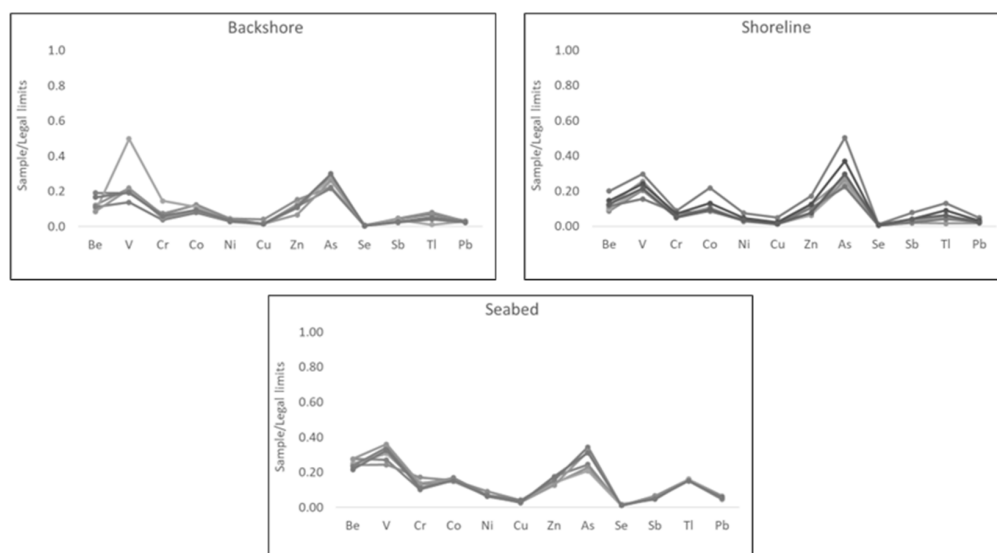 Backshore
Sample/Legal limits
1.0
0.8
0.6
0.4
0.2
0.0
Be V Cr Co Ni Cu Zn As Se Sb Tl Pb
Shoreline
Sample/Legal limits
1.00
0.80
0.60
0.40
0.20
0.00
Be V Cr Co Ni Cu Zn As Se Sb Tl Pb
Seabed
Sample/Legal limits
1.00
0.80
0.60
0.40
0.20
0.00
Be V Cr Co Ni Cu Zn As Se Sb Tl Pb